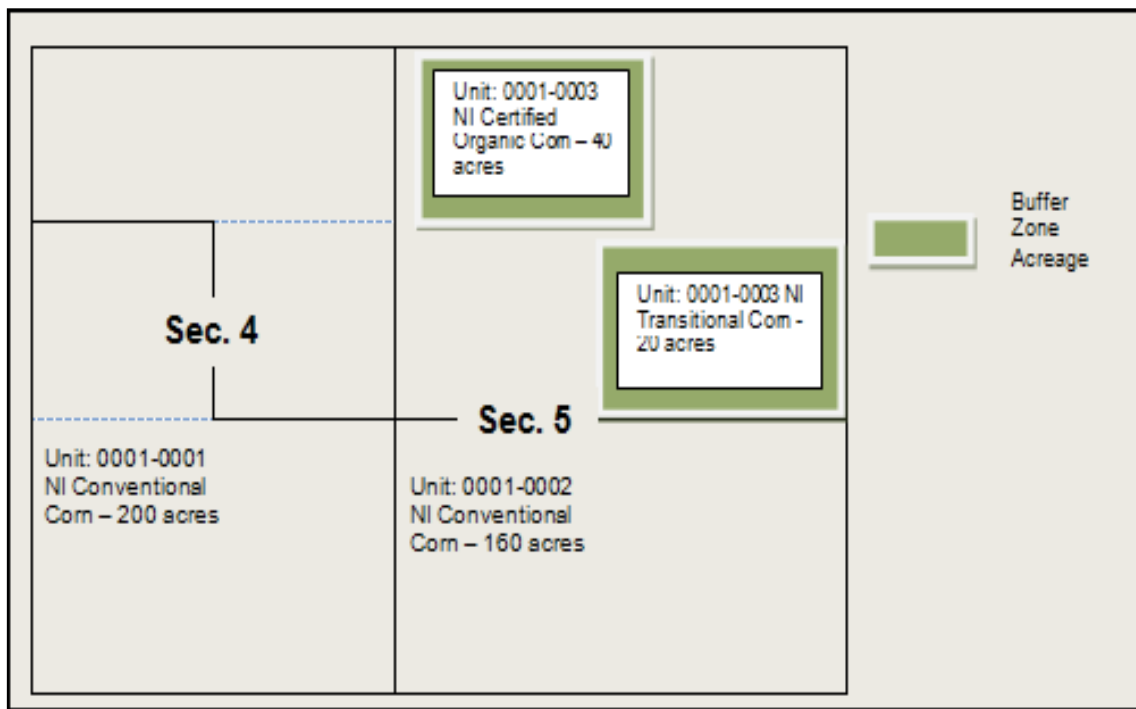 Unit: 0001-0003
NI Certified
Organic Corn – 40
acres
Buffer
Zone
Acreage
Unit: 0001-0003 NI
Transitional Corn -
20 acres
Sec. 4
Sec. 5
Unit: 0001-0001
NI Conventional
Corn – 200 acres
Unit: 0001-0002
NI Conventional
Corn – 160 acres